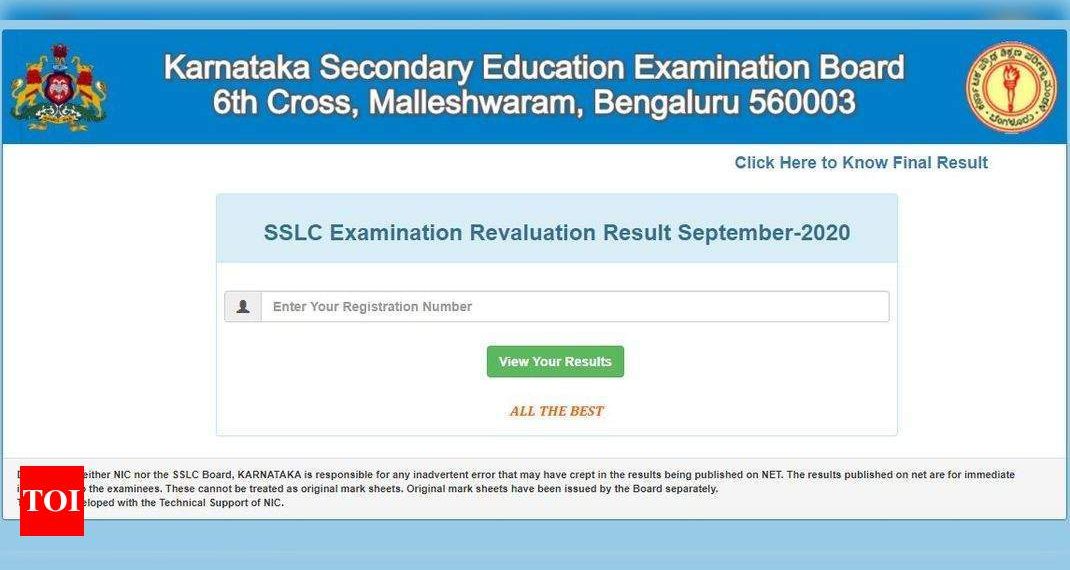 Karnataka Secondary Education Examination Board
6th Cross, Malleshwaram, Bengaluru 560003
Click Here to Know Final Result
SSLC Examination Revaluation Result September-2020
Enter Your Registration Number
View Your Results
ALL THE BEST
either NIC nor the SSLC Board, KARNATAKA is responsible for any inadvertent error that may have crept in the results being published on NET. The results published on net are for immediate
the examinees. These cannot be treated as original mark sheets. Original mark sheets have been issued by the Board separately.
eloped with the Technical Support of NIC.
TOI